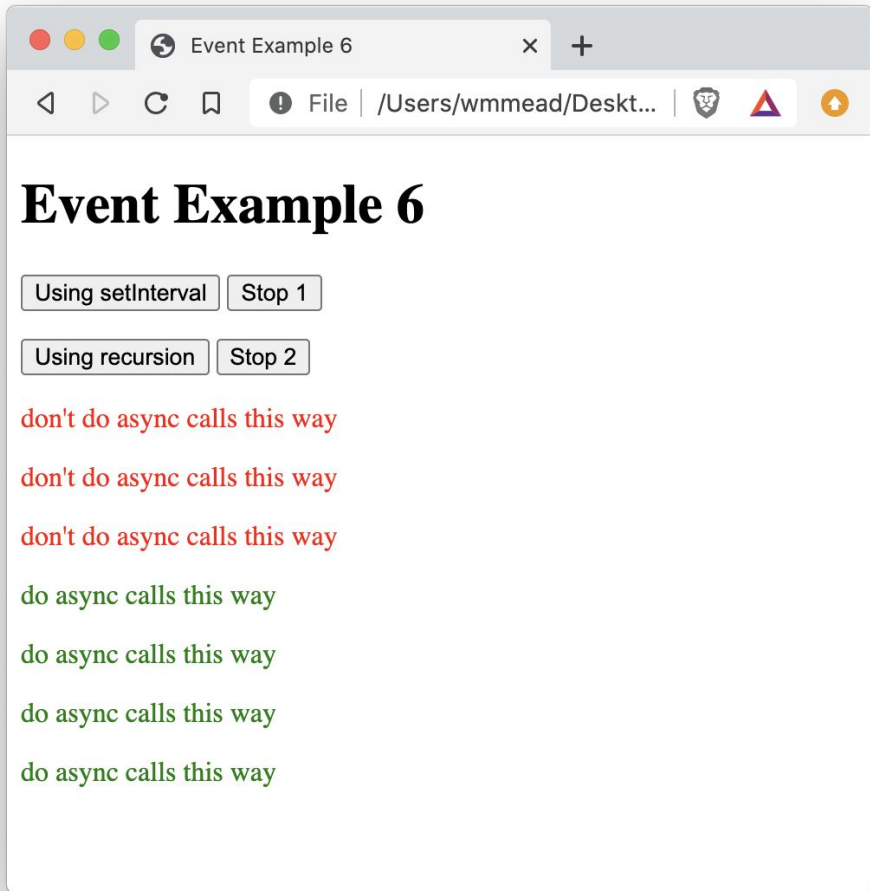 Event Example 6
File /Users/wmmead/Deskt...
Event Example 6
Using setInterval Stop 1
Using recursion Stop 2
don't do async calls this way
don't do async calls this way
don't do async calls this way
do async calls this way
do async calls this way
do async calls this way
do async calls this way